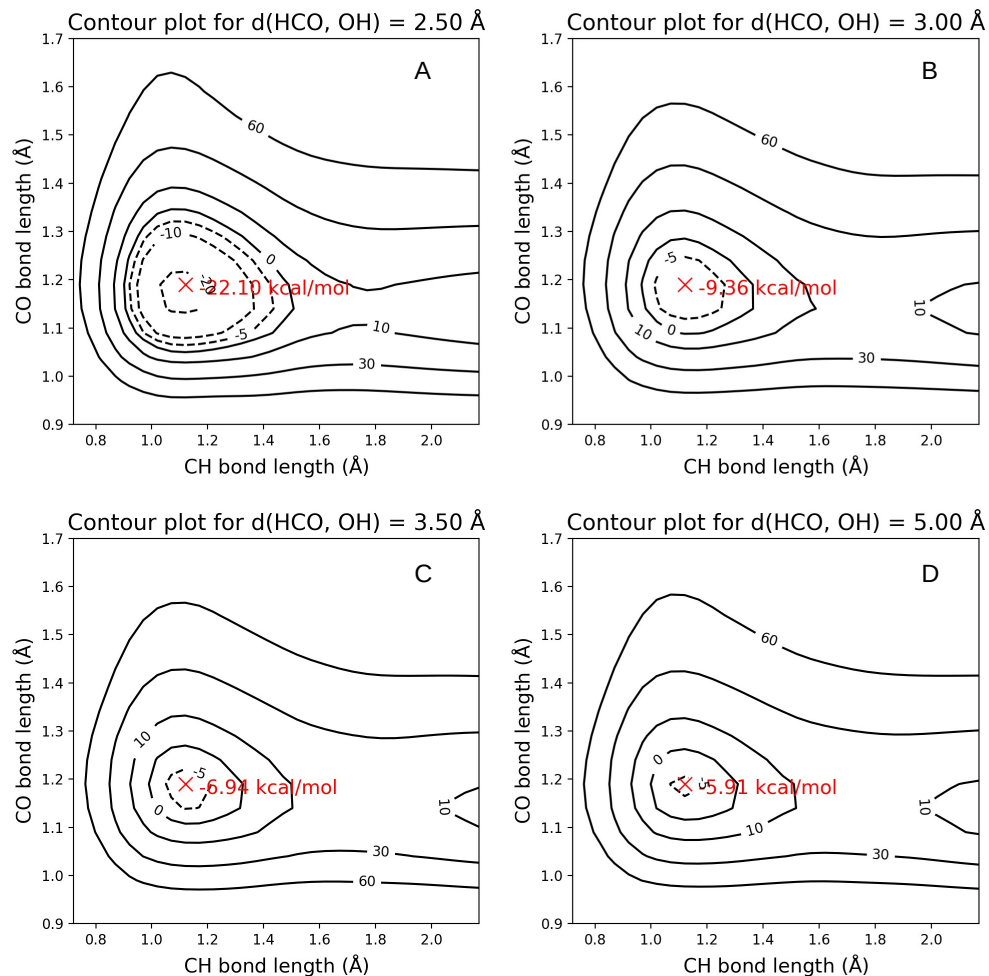 Contour plot for d(HCO, OH) = 2.50 Å
A
1.7
1.6
1.5
1.4
1.3
1.2
1.1
1.0
0.9
CO bond length (Å)
60
0
-10
-20
-22.10 kcal/mol
-5
10
30
0.8 1.0 1.2 1.4 1.6 1.8 2.0
CH bond length (Å)
Contour plot for d(HCO, OH) = 3.00 Å
B
1.7
1.6
1.5
1.4
1.3
1.2
1.1
1.0
0.9
CO bond length (Å)
60
-5
-9.36 kcal/mol
10
0
10
30
0.8 1.0 1.2 1.4 1.6 1.8 2.0
CH bond length (Å)
Contour plot for d(HCO, OH) = 3.50 Å
C
1.7
1.6
1.5
1.4
1.3
1.2
1.1
1.0
0.9
CO bond length (Å)
10
-5
-6.94 kcal/mol
0
10
30
60
0.8 1.0 1.2 1.4 1.6 1.8 2.0
CH bond length (Å)
Contour plot for d(HCO, OH) = 5.00 Å
D
1.7
1.6
1.5
1.4
1.3
1.2
1.1
1.0
0.9
CO bond length (Å)
60
0
-5
-5.91 kcal/mol
10
10
30
0.8 1.0 1.2 1.4 1.6 1.8 2.0
CH bond length (Å)